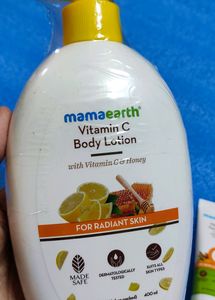 mamaearth
Vitamin C
Body Lotion
with Vitamin C & Honey
FOR RADIANT SKIN
MADE
SAFE
DERMATOLOGICALLY
TESTED
SUITS ALL
SKIN TYPES
400 ml